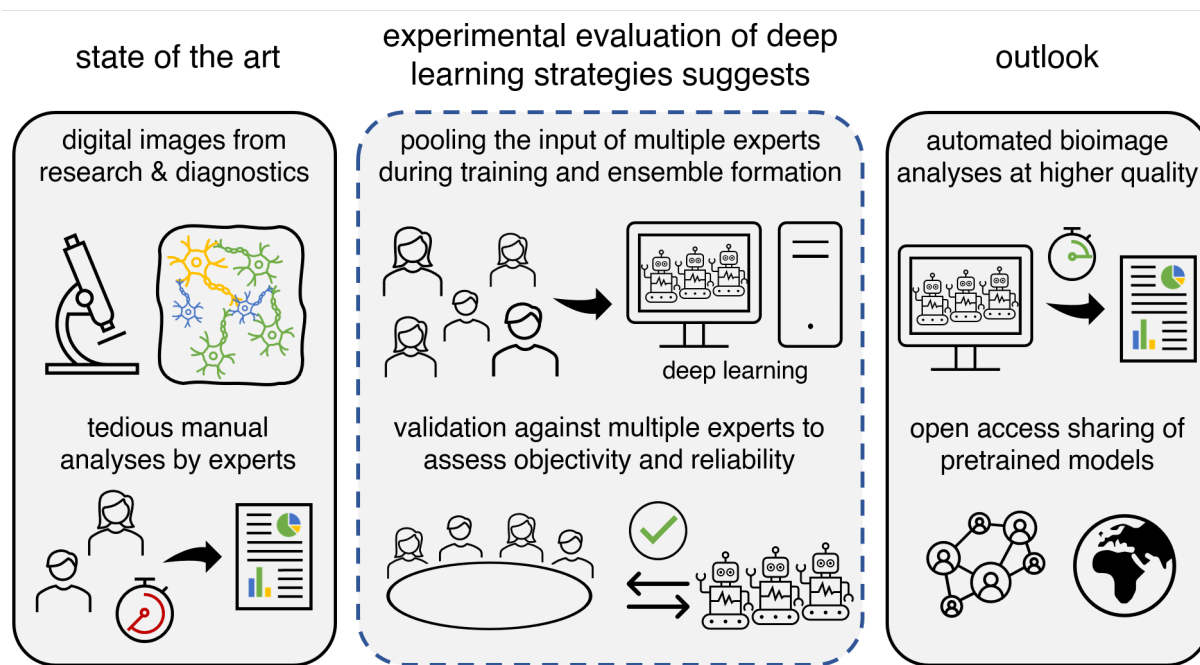 state of the art
digital images from
research & diagnostics
tedious manual
analyses by experts
experimental evaluation of deep
learning strategies suggests
pooling the input of multiple experts
during training and ensemble formation
deep learning
validation against multiple experts to
assess objectivity and reliability
outlook
automated bioimage
analyses at higher quality
open access sharing of
pretrained models